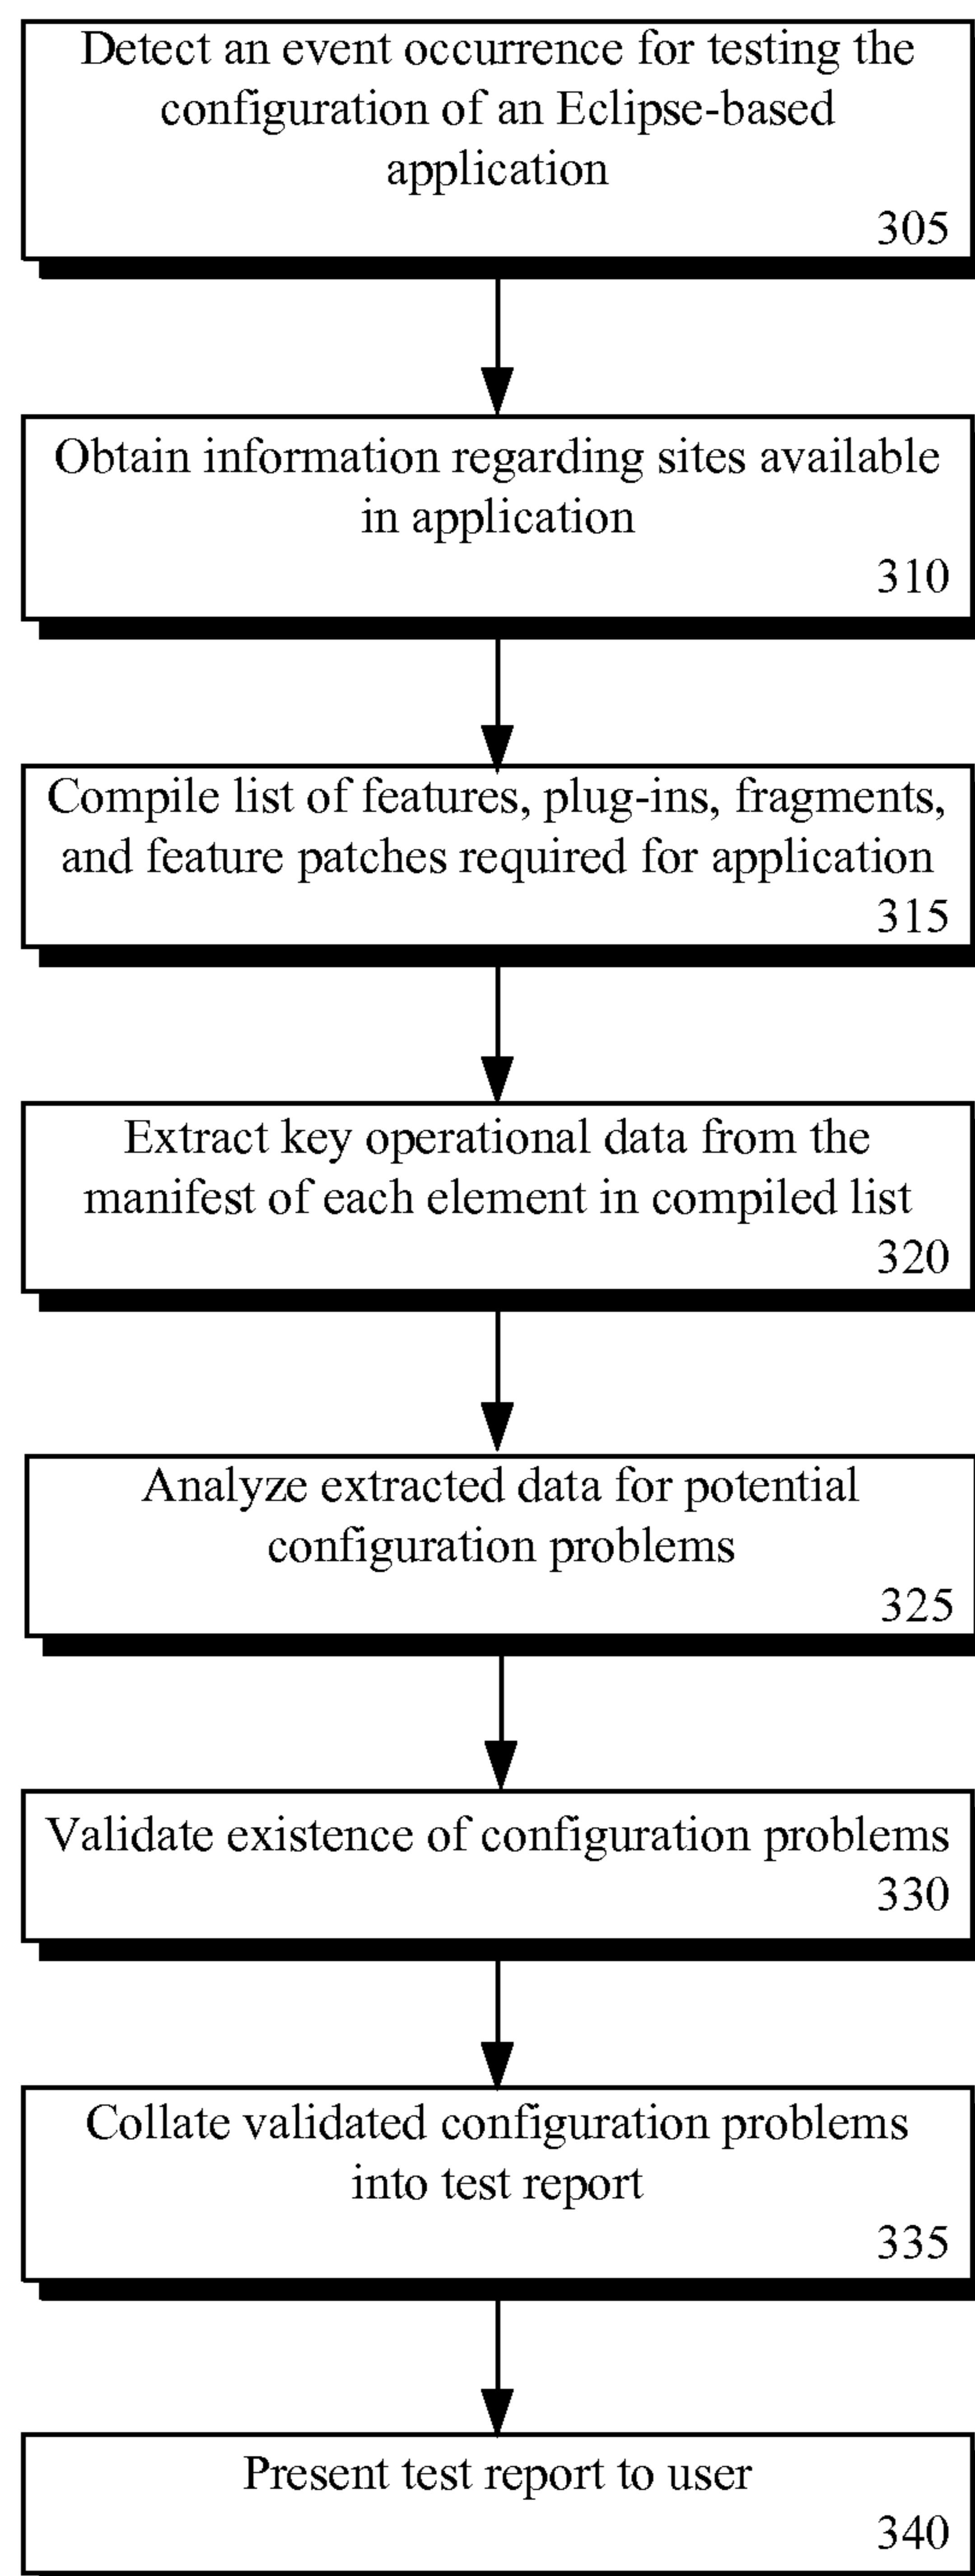 Detect an event occurrence for testing the
configuration of an Eclipse-based
application
305
Obtain information regarding sites available
in application
310
Compile list of features, plug-ins, fragments,
and feature patches required for application
315
Extract key operational data from the
manifest of each element in compiled list
320
Analyze extracted data for potential
configuration problems
325
Validate existence of configuration problems
330
Collate validated configuration problems
into test report
335
Present test report to user
340